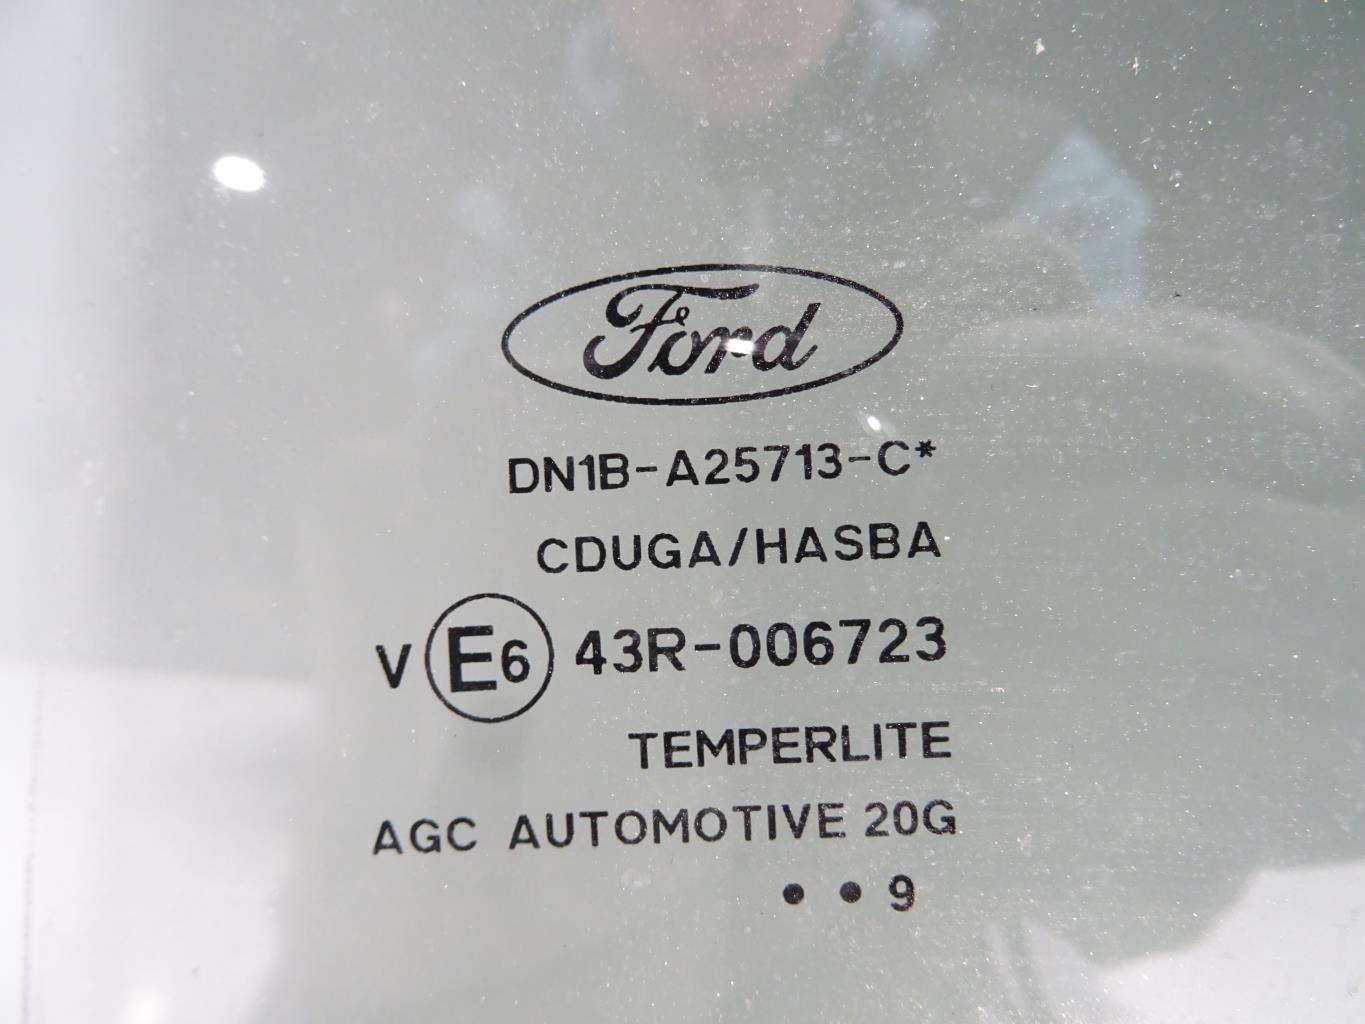 Ford
DN1B-A25713-C*
CDUGA/HASBA
V E6 43R-006723
TEMPERLITE
AGC AUTOMOTIVE 20G
• • 9